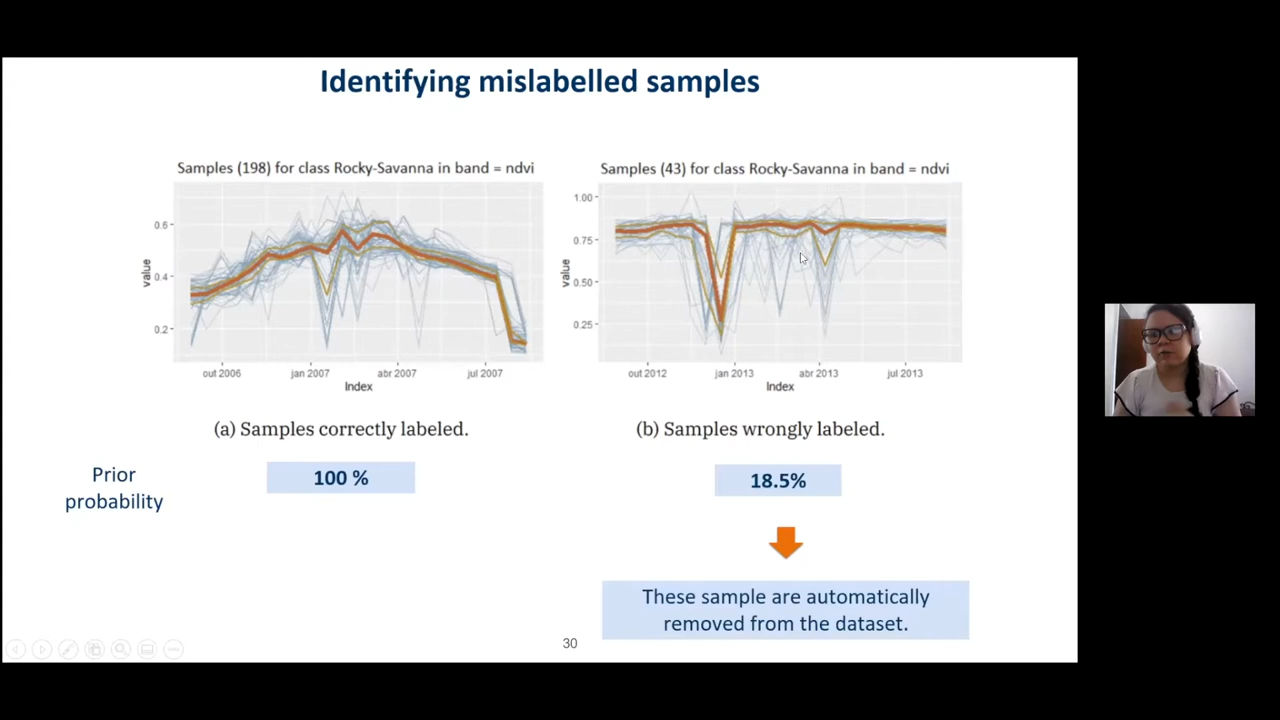 Identifying mislabelled samples
Samples (198) for class Rocky-Savanna in band = ndvi
0.6
0.4
0.2
value
out 2006
jan 2007
abr 2007
jul 2007
Index
(a) Samples correctly labeled.
Samples (43) for class Rocky-Savanna in band = ndvi
1.00
0.75
0.50
0.25
value
out 2012
jan 2013
abr 2013
jul 2013
Index
(b) Samples wrongly labeled.
Prior
probability
100 %
18.5%
These sample are automatically
removed from the dataset.
30